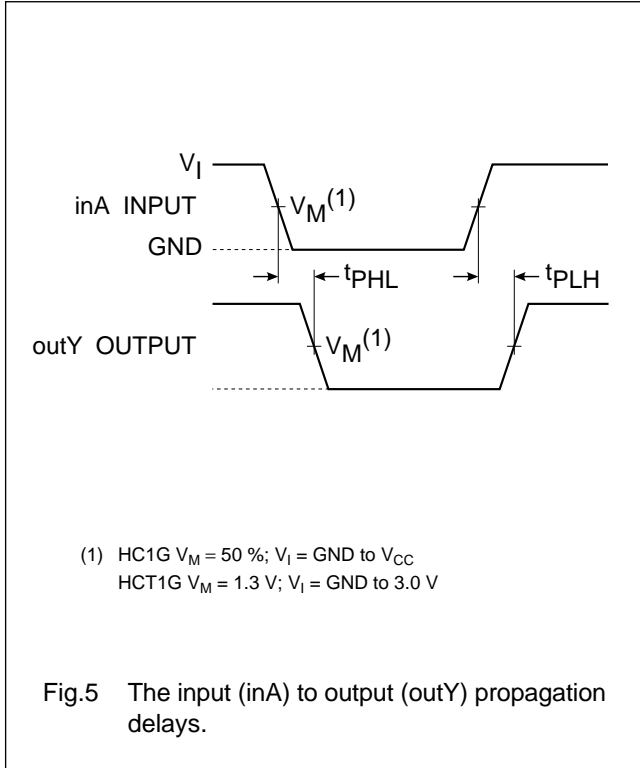 VI
inA INPUT
VM(1)
GND
tPHL
tPLH
outY OUTPUT
VM(1)
(1) HC1G VM = 50 %; VI = GND to VCC
HCT1G VM = 1.3 V; VI = GND to 3.0 V
Fig.5 The input (inA) to output (outY) propagation
delays.